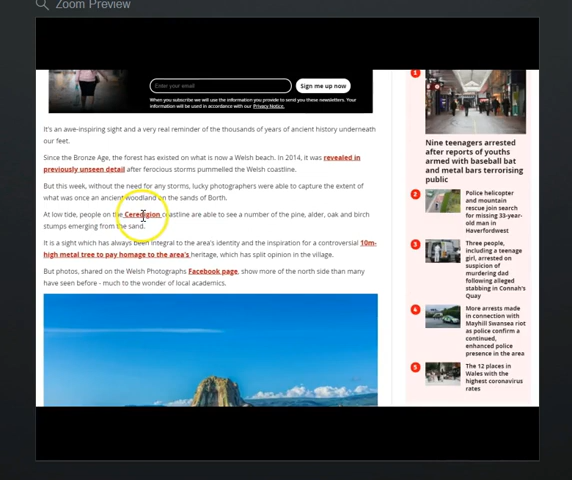 Zoom Preview
Enter your email
Sign me up now
When you subscribe we will use the information you provide to send you these newsletters. Your
information will be used in accordance with our Privacy Notice.
It's an awe-inspiring sight and a very real reminder of the thousands of years of ancient history underneath
our feet.
Since the Bronze Age, the forest has existed on what is now a Welsh beach. In 2014, it was revealed in
previously unseen detail after ferocious storms pummelled the Welsh coastline.
But this week, without the need for any storms, lucky photographers were able to capture the extent of
what was once an ancient woodland on the sands of Borth.
At low tide, people on the Ceredigion coastline are able to see a number of the pine, alder, oak and birch
stumps emerging from the sand.
It is a sight which has always been integral to the area's identity and the inspiration for a controversial 10m-
high metal tree to pay homage to the area's heritage, which has split opinion in the village.
But photos, shared on the Welsh Photographs Facebook page, show more of the north side than many
have seen before - much to the wonder of local academics.
1
Nine teenagers arrested
after reports of youths
armed with baseball bat
and metal bars terrorising
public
2
Police helicopter
and mountain
rescue join search
for missing 33-year-
old man in
Haverfordwest
3
Three people,
including a teenage
girl, arrested on
suspicion of
murdering dad
following alleged
stabbing in Connah's
Quay
4
More arrests made
in connection with
Mayhill Swansea riot
as police confirm a
continued,
enhanced police
presence in the area
5
The 12 places in
Wales with the
highest coronavirus
rates